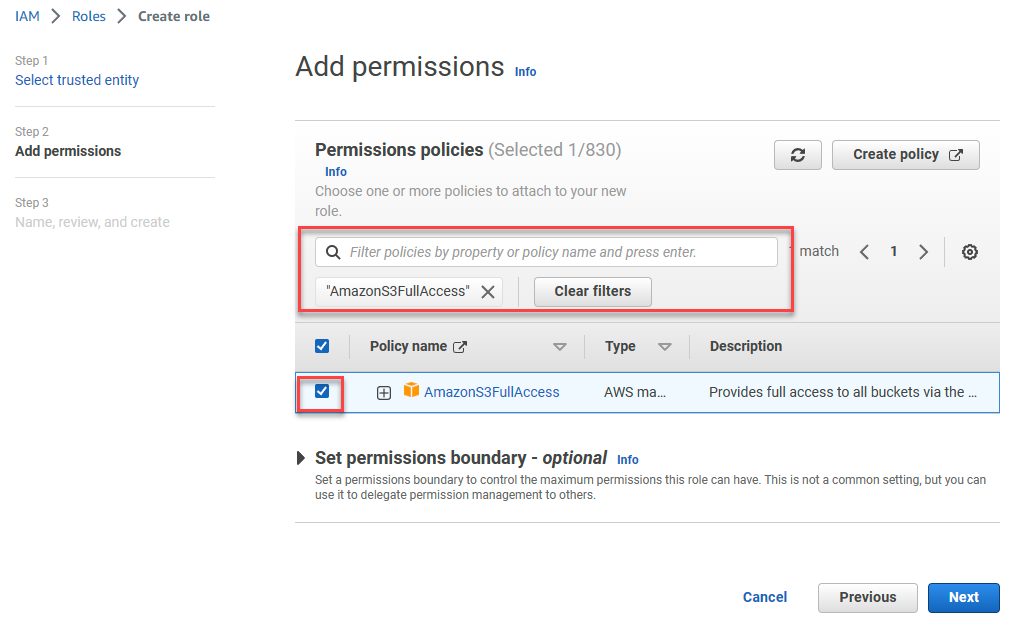 IAM > Roles > Create role
Step 1
Select trusted entity
Step 2
Add permissions
Step 3
Name, review, and create
Add permissions Info
Permissions policies (Selected 1/830)
Info
Choose one or more policies to attach to your new
role.
Create policy
Filter policies by property or policy name and press enter.
match
1
"AmazonS3FullAccess"
Clear filters
Policy name Type Description
AmazonS3FullAccess AWS ma... Provides full access to all buckets via the ...
Set permissions boundary - optional Info
Set a permissions boundary to control the maximum permissions this role can have. This is not a common setting, but you can
use it to delegate permission management to others.
Cancel Previous Next